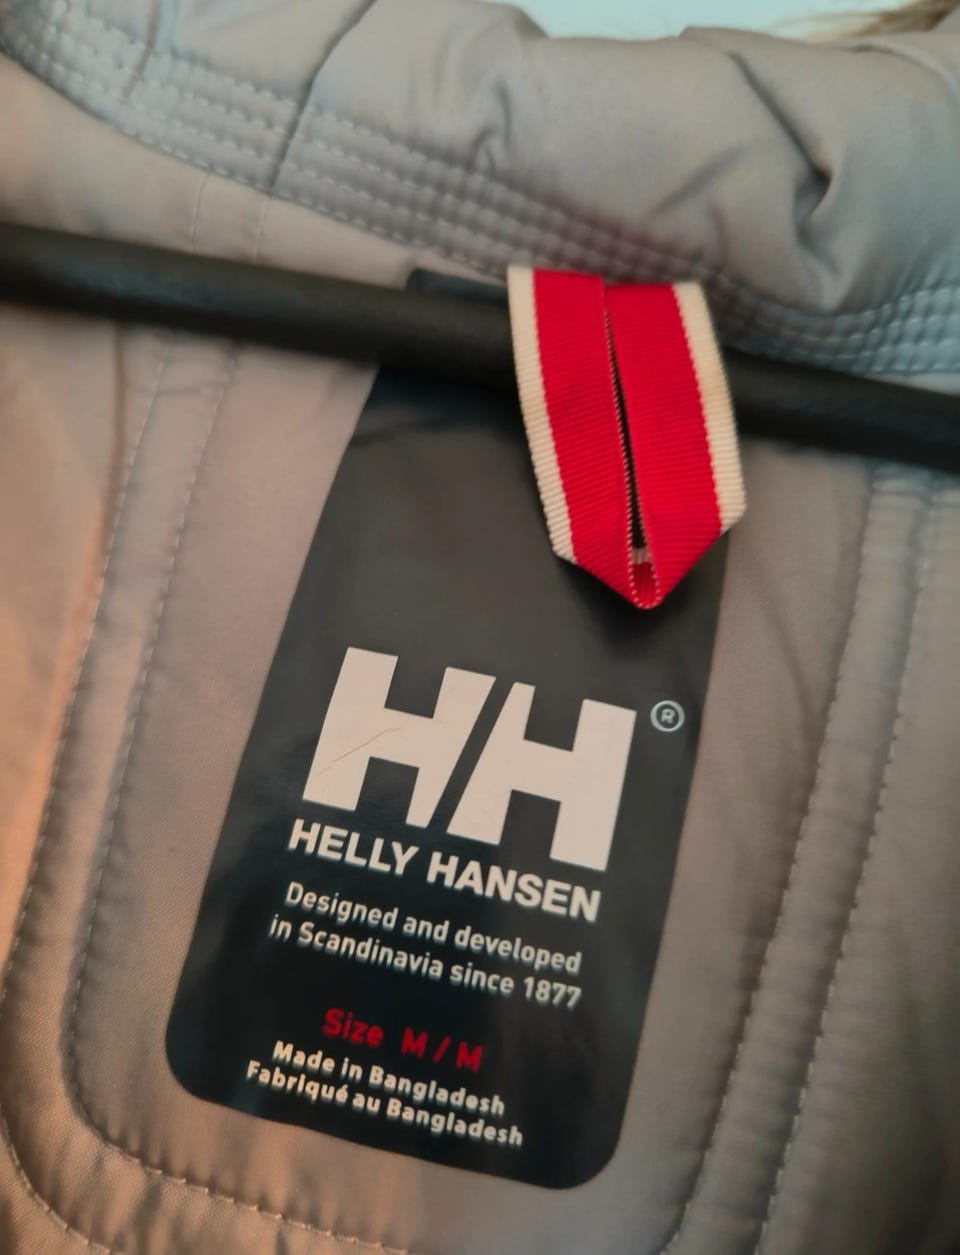 HH ®
HELLY HANSEN
Designed and developed
in Scandinavia since 1877
Size M / M
Made in Bangladesh
Fabriqué au Bangladesh